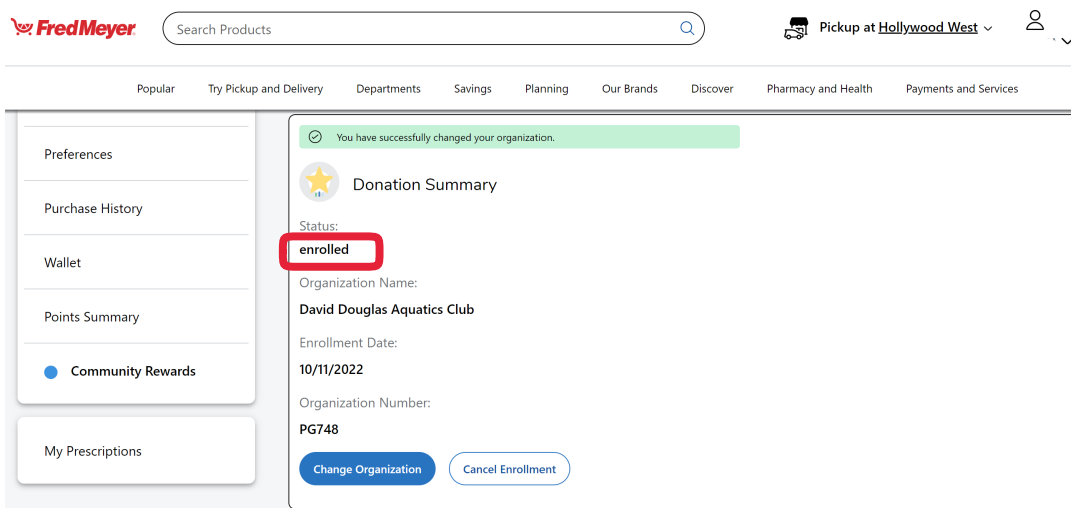 FredMeyer
Search Products
Pickup at Hollywood West
Popular Try Pickup and Delivery Departments Savings Planning Our Brands Discover Pharmacy and Health Payments and Services
Preferences
Purchase History
Wallet
Points Summary
Community Rewards
My Prescriptions
You have successfully changed your organization.
Donation Summary
Status:
enrolled
Organization Name:
David Douglas Aquatics Club
Enrollment Date:
10/11/2022
Organization Number:
PG748
Change Organization Cancel Enrollment